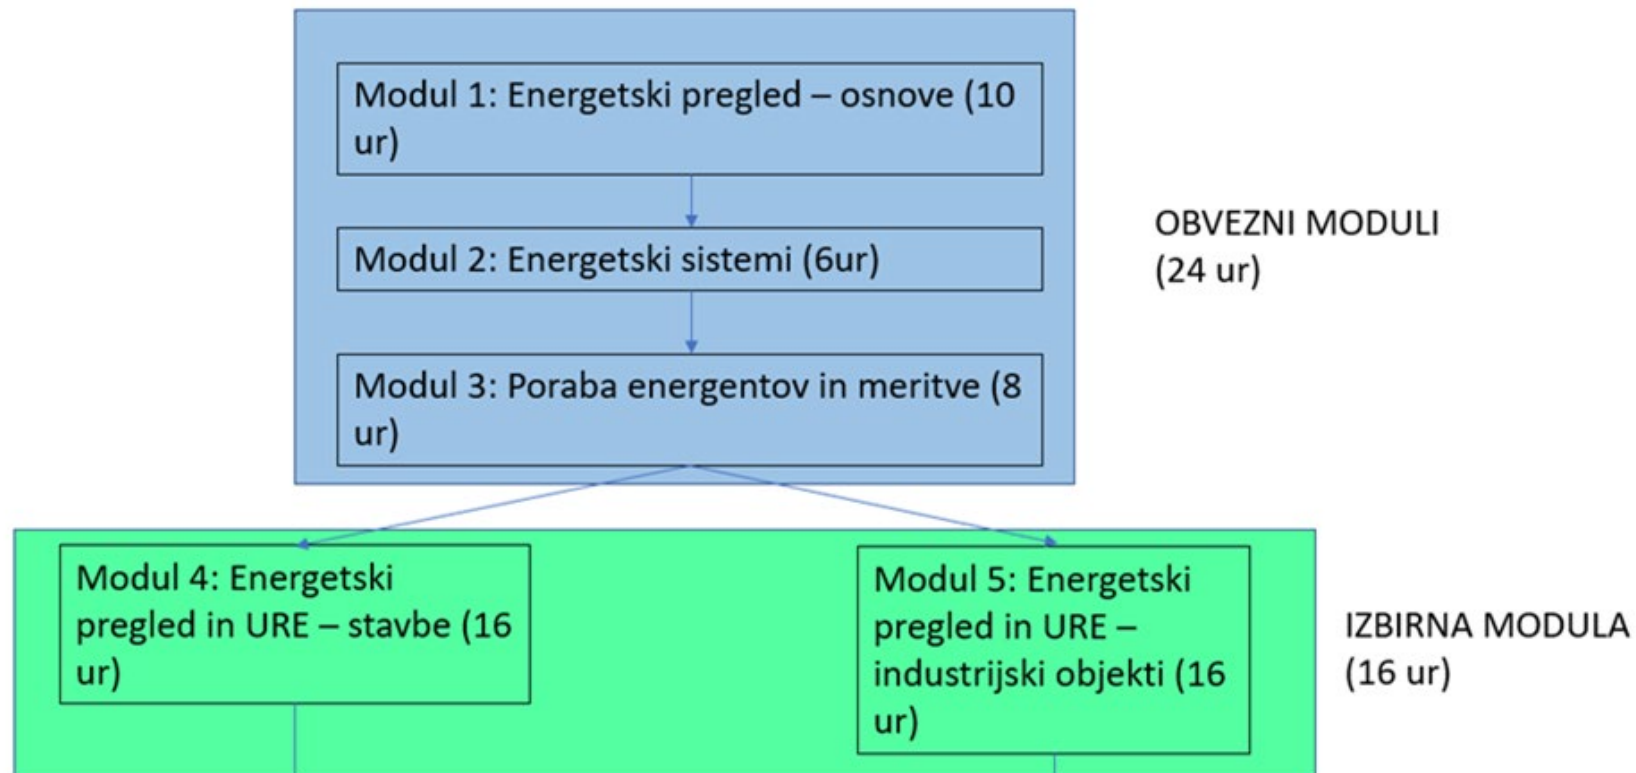 Modul 1: Energetski pregled – osnove (10
ur)
Modul 2: Energetski sistemi (6ur)
Modul 3: Poraba energentov in meritve (8
ur)
OBVEZNI MODULI
(24 ur)
Modul 4: Energetski
pregled in URE – stavbe (16
ur)
Modul 5: Energetski
pregled in URE –
industrijski objekti (16
ur)
IZBIRNA MODULA
(16 ur)